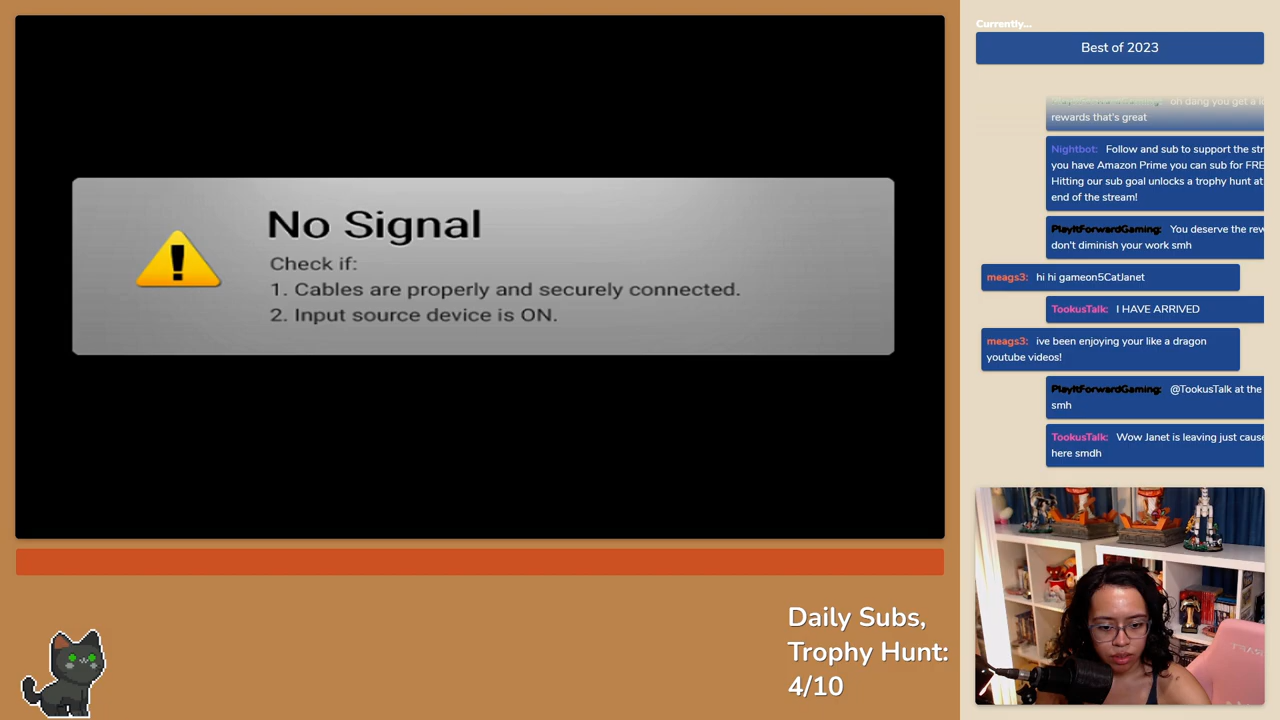 Currently...
Best of 2023
rewards that's great
Nightbot: Follow and sub to support the
you have Amazon Prime you can sub for
Hitting our sub goal unlocks a trophy hunt at
end of the stream!
PlayItForwardGaming: You deserve the
don't diminish your work smh
meags3: hi hi gameon5CatJanet
TookusTalk: I HAVE ARRIVED
meags3: ive been enjoying your like a dragon
youtube videos!
PlayItForwardGaming: @TookusTalk at the
smh
TookusTalk: Wow Janet is leaving just
here smdh
No Signal
Check if:
1. Cables are properly and securely connected.
2. Input source device is ON.
Daily Subs,
Trophy Hunt:
4/10